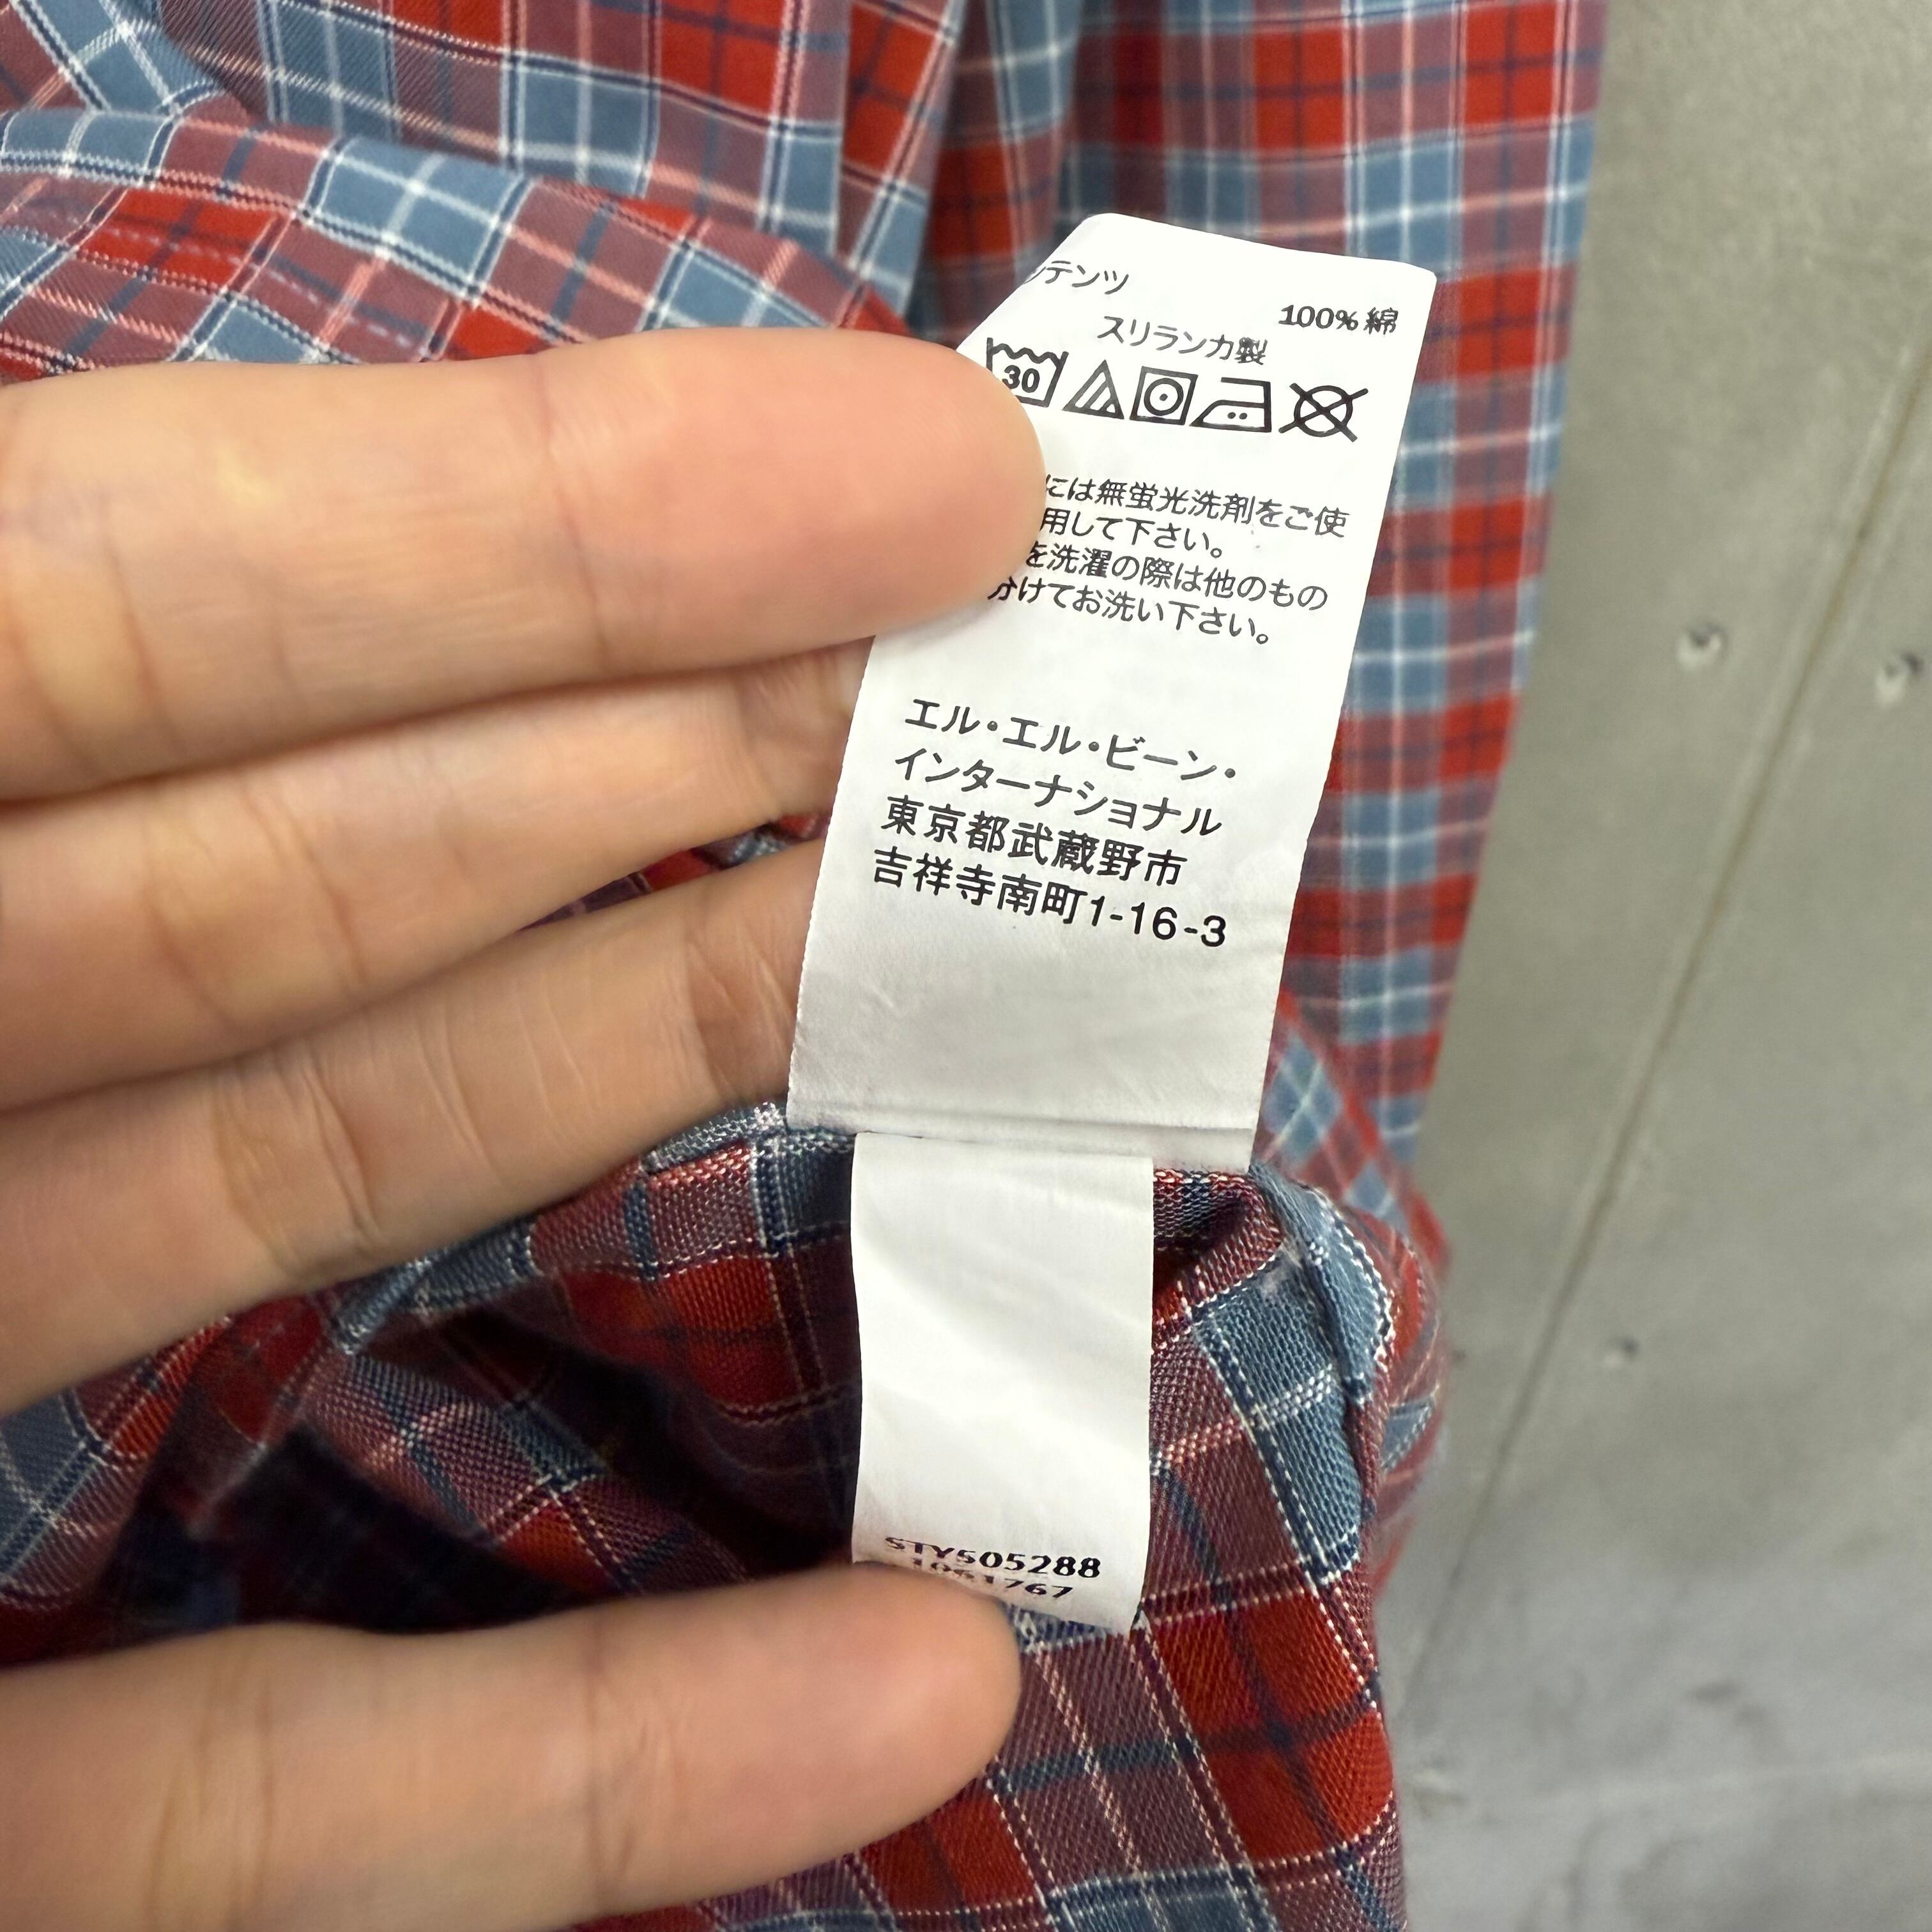 テンツ
100% 綿
スリランカ製
30
には無蛍光洗剤をご使
用して下さい。
を洗濯の際は他のもの
分けてお洗い下さい。
エル・エル・ビーン・
インターナショナル
東京都武蔵野市
吉祥寺南町1-16-3
STY505288